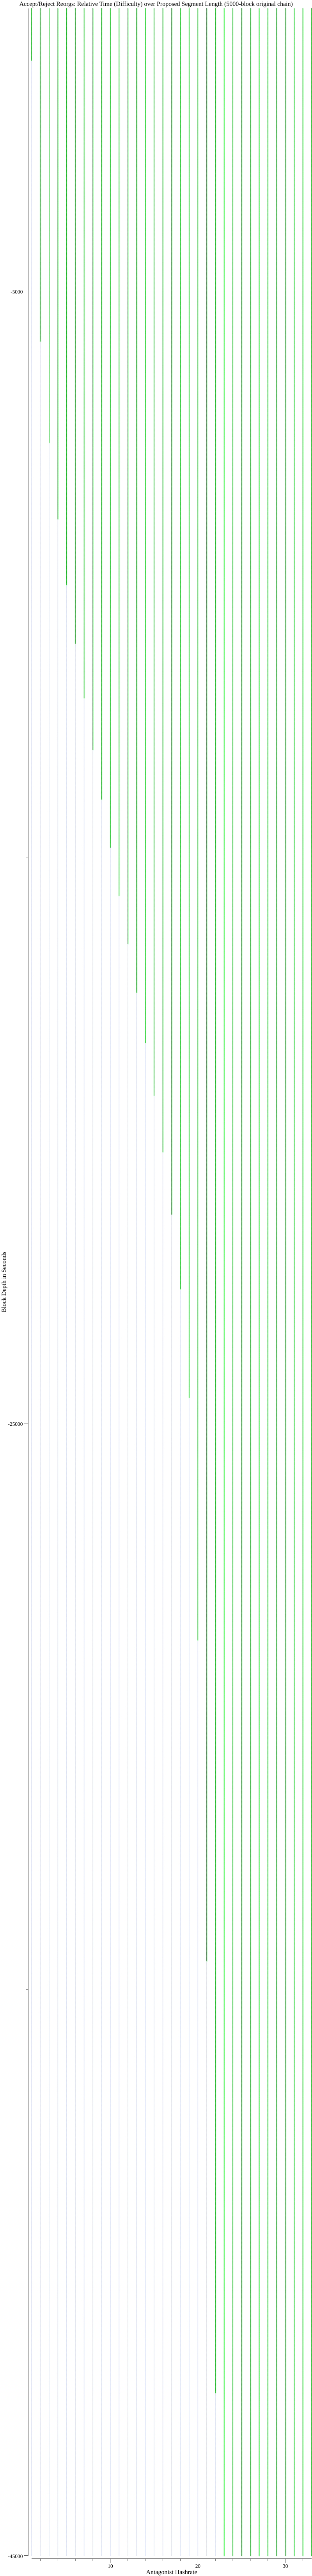 Accept/Reject Reorgs: Relative Time (Difficulty) over Proposed Segment Length (5000-block original chain)
-5000
Block Depth in Seconds
-25000
-45000
10 20 30
Antagonist Hashrate